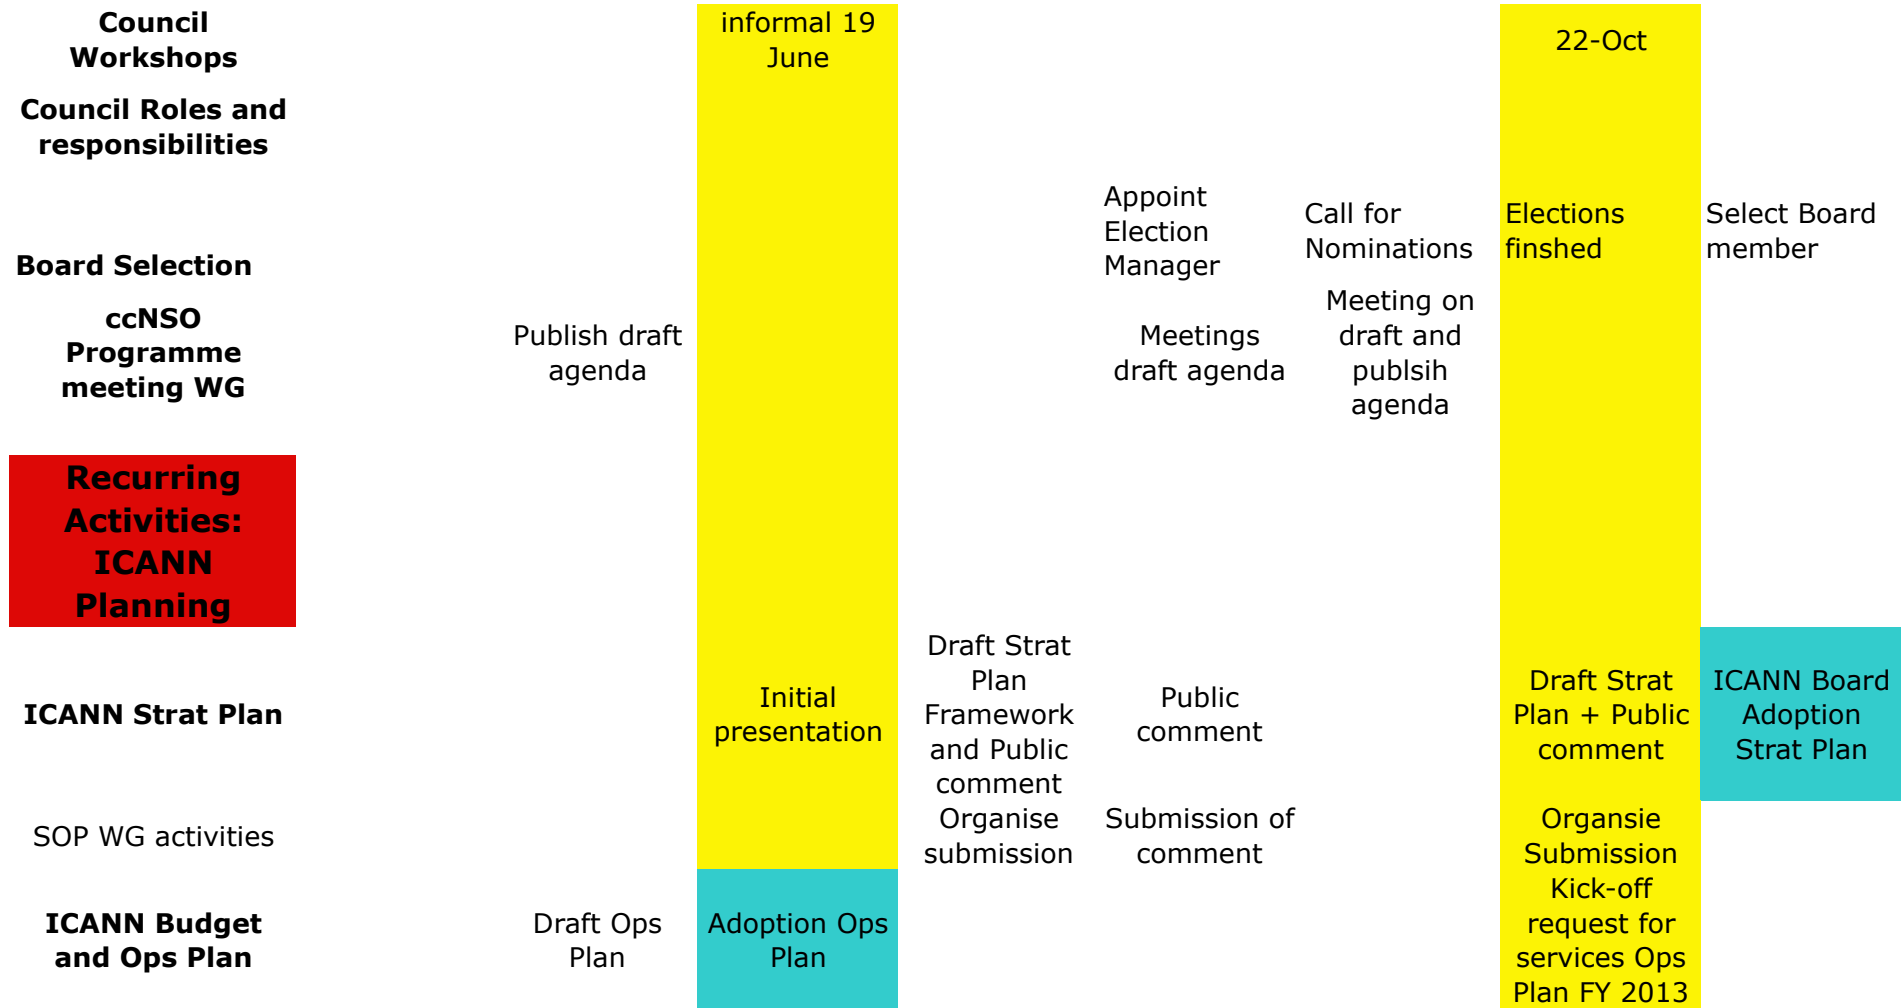 Council
Workshops
informal 19
June
22-Oct
Council Roles and
responsibilities
Board Selection
Appoint
Election
Manager
Call for
Nominations
Elections
finshed
Select Board
member
ccNSO
Programme
meeting WG
Publish draft
agenda
Meetings
draft agenda
Meeting on
draft and
publsih
agenda
Recurring
Activities:
ICANN
Planning
ICANN Strat Plan
Initial
presentation
Draft Strat
Plan
Framework
and Public
comment
Public
comment
Draft Strat
Plan + Public
comment
ICANN Board
Adoption
Strat Plan
SOP WG activities
Organise
submission
Submission of
comment
Organsie
Submission
ICANN Budget
and Ops Plan
Draft Ops
Plan
Adoption Ops
Plan
Kick-off
request for
services Ops
Plan FY 2013